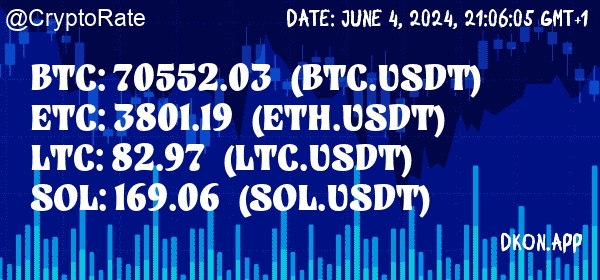 @CryptoRate
DATE: JUNE 4, 2024, 21:06:05 GMT+1
BTC: 70552.03 (BTC.USDT)
ETC: 3801.19 (ETH.USDT)
LTC: 82.97 (LTC.USDT)
SOL: 169.06 (SOL.USDT)
DKON.APP